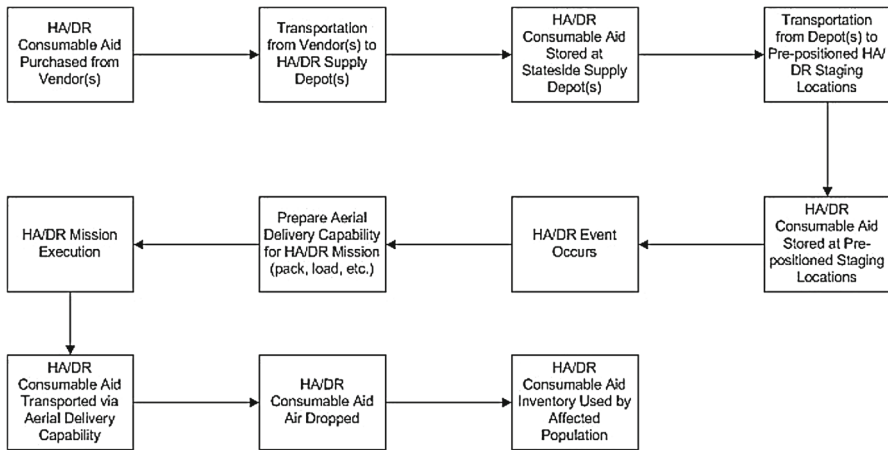 HA/DR
Consumable Aid
Purchased from
Vendor(s)
Transportation
from Vendor(s) to
HA/DR Supply
Depot(s)
HA/DR
Consumable Aid
Stored at
Stateside Supply
Depot(s)
Transportation
from Depot(s) to
Pre-positioned HA/
DR Staging
Locations
HA/DR
Consumable Aid
Stored at Pre-
positioned Staging
Locations
HA/DR Event
Occurs
Prepare Aerial
Delivery Capability
for HA/DR Mission
(pack, load, etc.)
HA/DR Mission
Execution
HA/DR
Consumable Aid
Transported via
Aerial Delivery
Capability
HA/DR
Consumable Aid
Air Dropped
HA/DR
Consumable Aid
Inventory Used by
Affected
Population